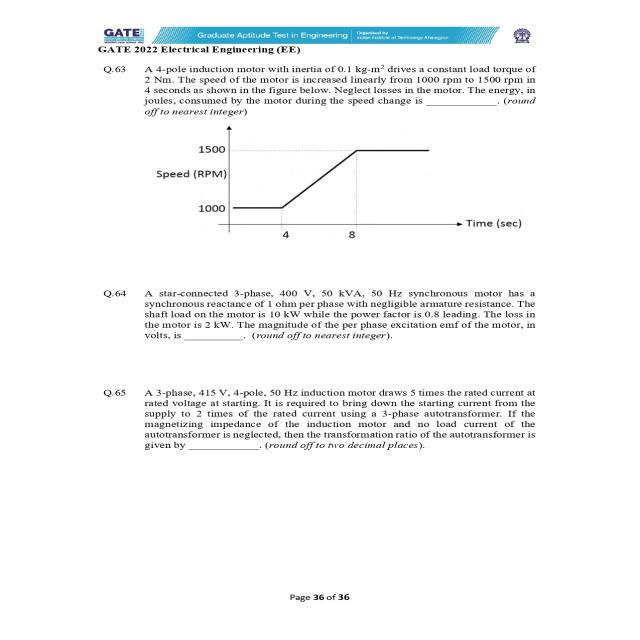 GATE Graduate Aptitude Test in Engineering Organised by Indian Institute of Technology Kharagpur
GATE 2022 Electrical Engineering (EE)
Q.63 A 4-pole induction motor with inertia of 0.1 kg-m² drives a constant load torque of
2 Nm. The speed of the motor is increased linearly from 1000 rpm to 1500 rpm in
4 seconds as shown in the figure below. Neglect losses in the motor. The energy, in
joules, consumed by the motor during the speed change is ______________. (round
off to nearest integer)
1500
Speed (RPM)
1000
Time (sec)
4 8
Q.64 A star-connected 3-phase, 400 V, 50 kVA, 50 Hz synchronous motor has a
synchronous reactance of 1 ohm per phase with negligible armature resistance. The
shaft load on the motor is 10 kW while the power factor is 0.8 leading. The loss in
the motor is 2 kW. The magnitude of the per phase excitation emf of the motor, in
volts, is ____________. (round off to nearest integer).
Q.65 A 3-phase, 415 V, 4-pole, 50 Hz induction motor draws 5 times the rated current at
rated voltage at starting. It is required to bring down the starting current from the
supply to 2 times of the rated current using a 3-phase autotransformer. If the
magnetizing impedance of the induction motor and no load current of the
autotransformer is neglected, then the transformation ratio of the autotransformer is
given by ______________. (round off to two decimal places).
Page 36 of 36